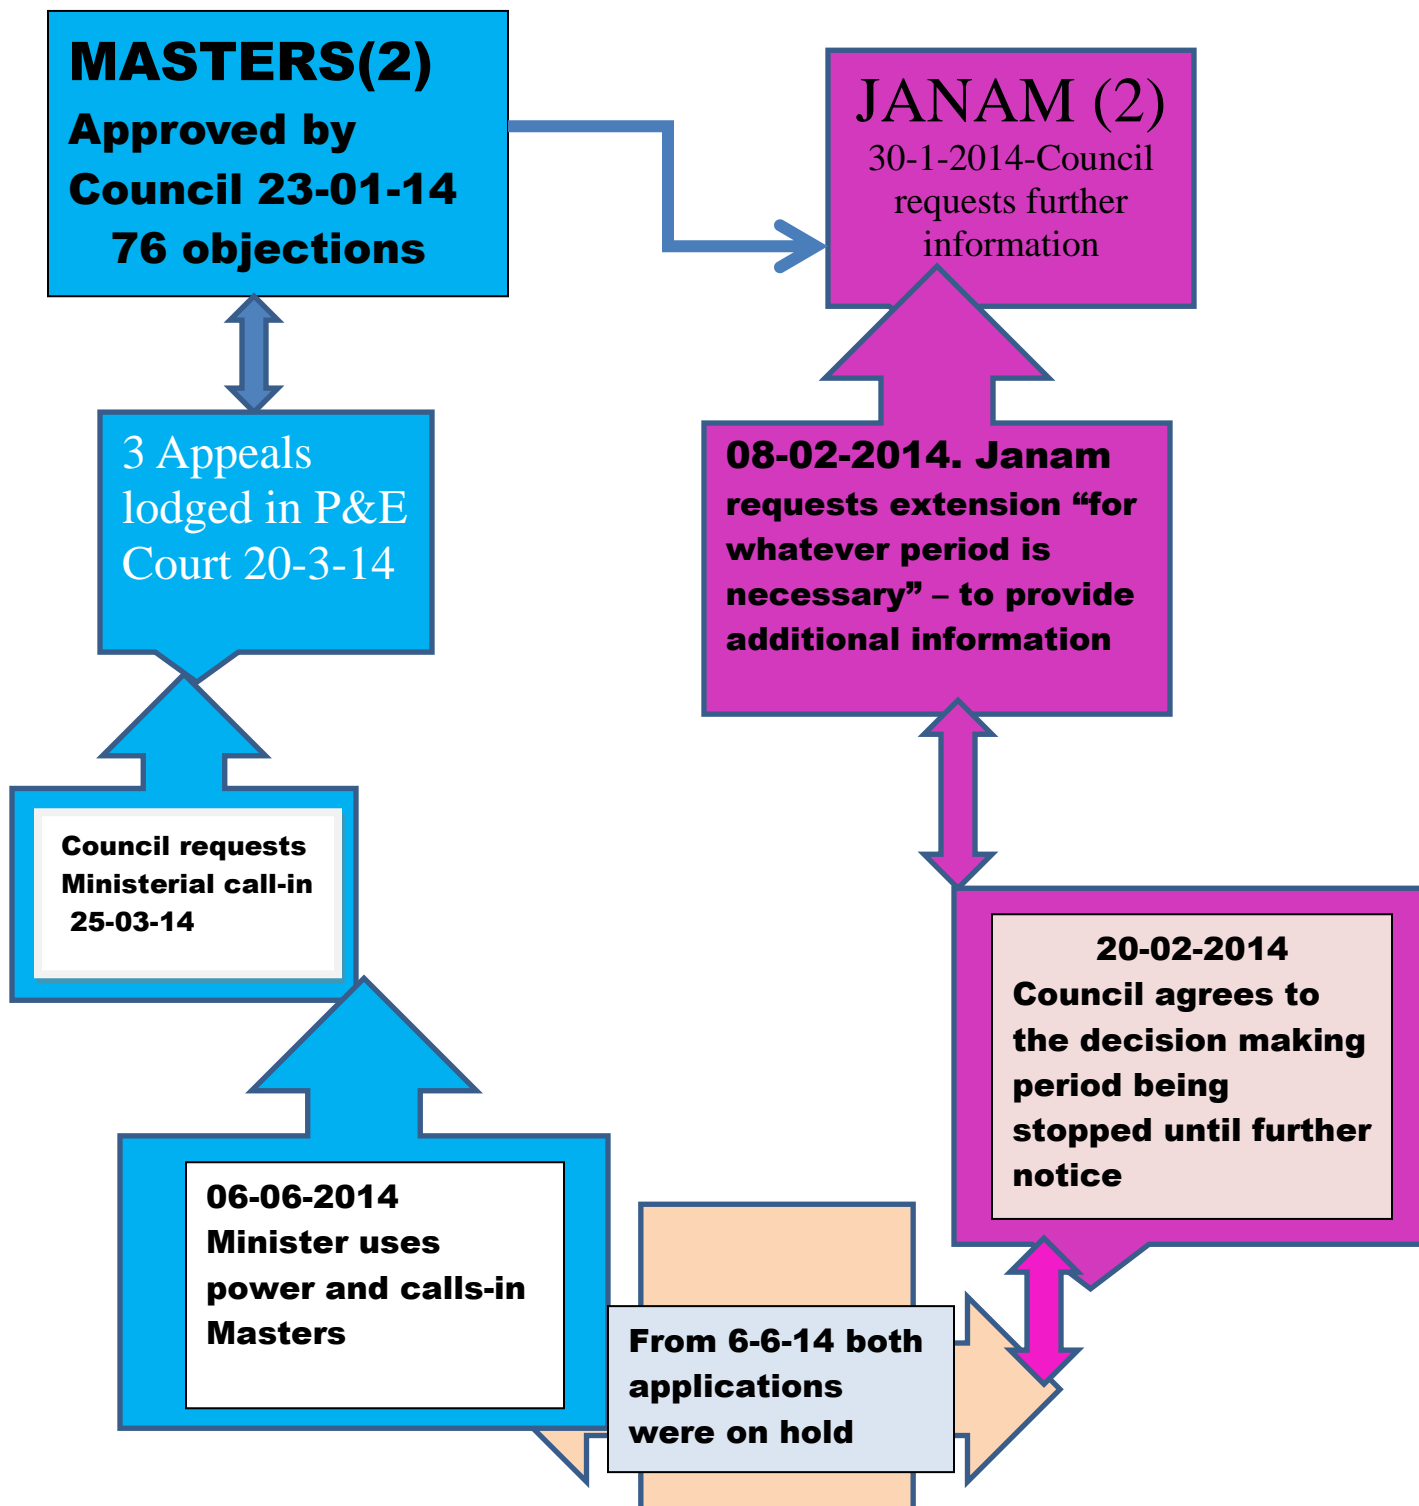 MASTERS(2)
Approved by
Council 23-01-14
76 objections
JANAM (2)
30-1-2014-Council
requests further
information
3 Appeals
lodged in P&E
Court 20-3-14
08-02-2014. Janam
requests extension “for
whatever period is
necessary” – to provide
additional information
Council requests
Ministerial call-in
25-03-14
20-02-2014
Council agrees to
the decision making
period being
stopped until further
notice
06-06-2014
Minister uses
power and calls-in
Masters
From 6-6-14 both
applications
were on hold